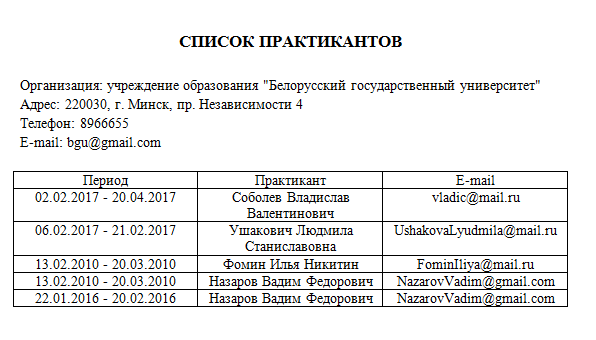 СПИСОК ПРАКТИКАНТОВ
Организация: учреждение образования "Белорусский государственный университет"
Адрес: 220030, г. Минск, пр. Независимости 4
Телефон: 8966655
E-mail: bgu@gmail.com
Период Практикант E-mail
02.02.2017 - 20.04.2017 Соболев Владислав vladic@mail.ru
Валентинович
06.02.2017 - 21.02.2017 Ушакович Людмила UshakovaLyudmila@mail.ru
Станиславовна
13.02.2010 - 20.03.2010 Фомин Илья Никитин FominIliya@mail.ru
13.02.2010 - 20.03.2010 Назаров Вадим Федорович NazarovVadim@gmail.com
22.01.2016 - 20.02.2016 Назаров Вадим Федорович NazarovVadim@gmail.com